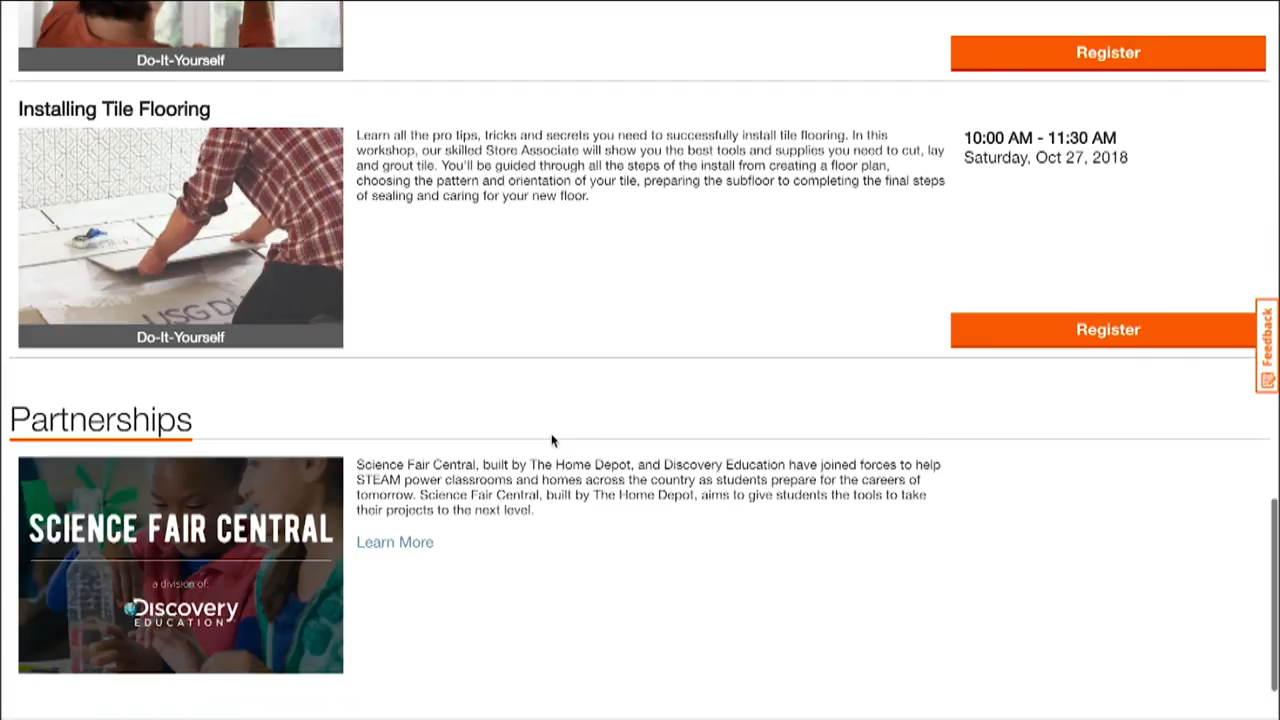 Do-It-Yourself
Register
Installing Tile Flooring
Learn all the pro tips, tricks and secrets you need to successfully install tile flooring. In this
workshop, our skilled Store Associate will show you the best tools and supplies you need to cut, lay
and grout tile. You'll be guided through all the steps of the install from creating a floor plan,
choosing the pattern and orientation of your tile, preparing the subfloor to completing the final steps
of sealing and caring for your new floor.
10:00 AM - 11:30 AM
Saturday, Oct 27, 2018
USG DU
Do-It-Yourself
Register
Feedback
Partnerships
SCIENCE FAIR CENTRAL
a division of:
Discovery
EDUCATION
Science Fair Central, built by The Home Depot, and Discovery Education have joined forces to help
STEAM power classrooms and homes across the country as students prepare for the careers of
tomorrow. Science Fair Central, built by The Home Depot, aims to give students the tools to take
their projects to the next level.
Learn More